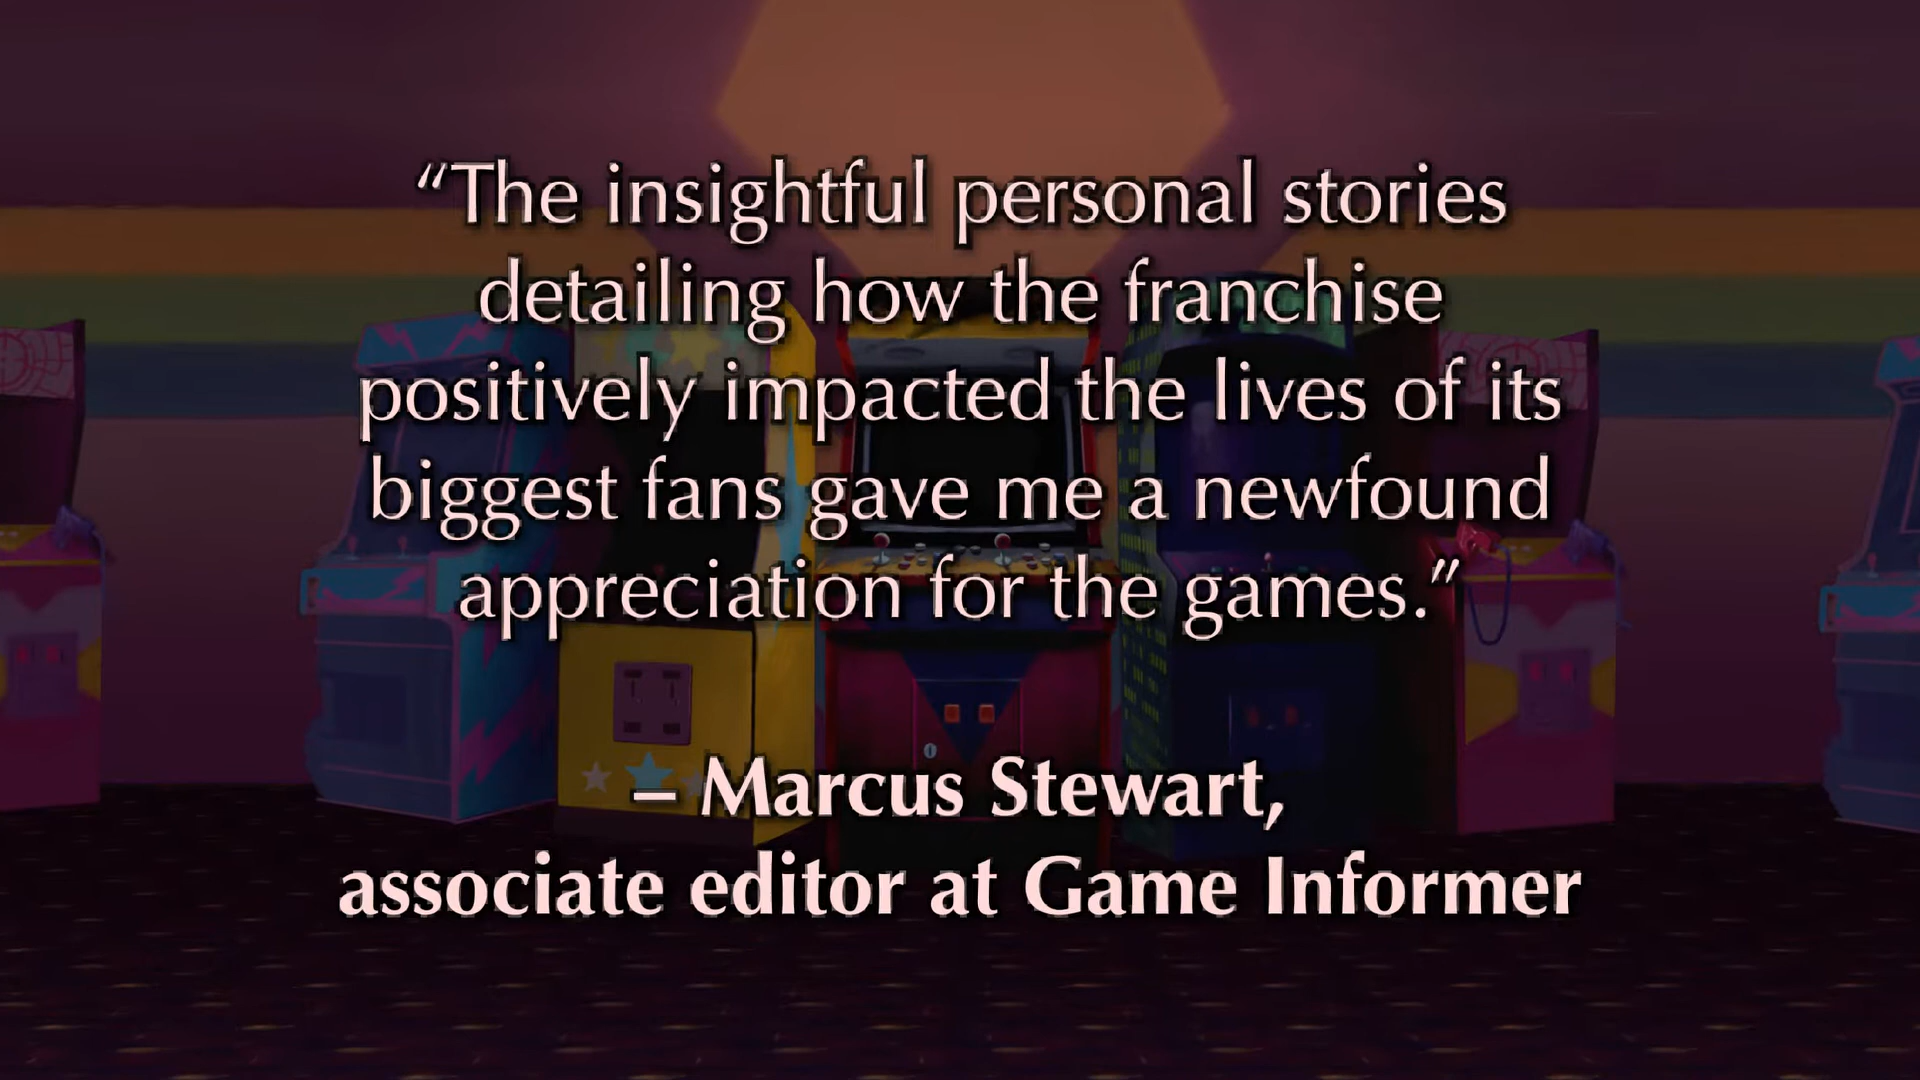 “The insightful personal stories
detailing how the franchise
positively impacted the lives of its
biggest fans gave me a newfound
appreciation for the games.”
– Marcus Stewart,
associate editor at Game Informer